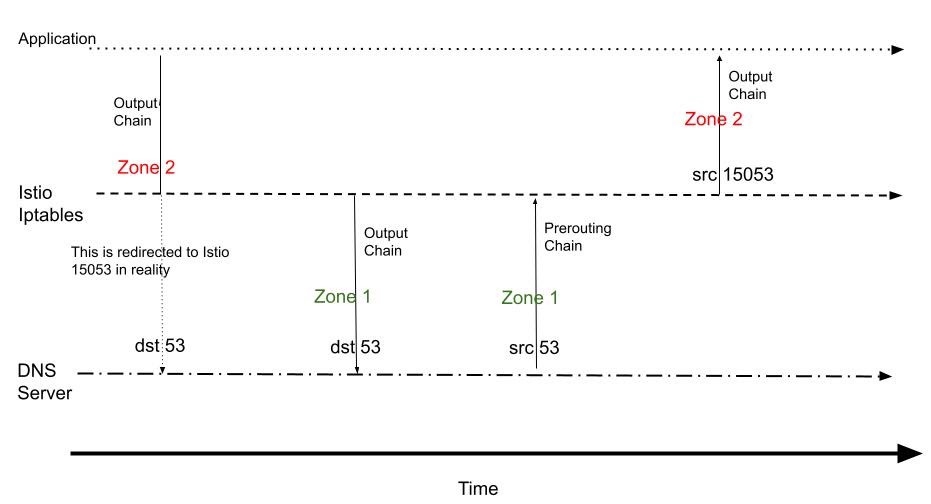 Application
Output
Chain
Zone 2
Output
Chain
Zone 2
src 15053
Istio
Iptables
This is redirected to Istio
15053 in reality
Output
Chain
Zone 1
Prerouting
Chain
Zone 1
dst 53
dst 53
src 53
DNS
Server
Time